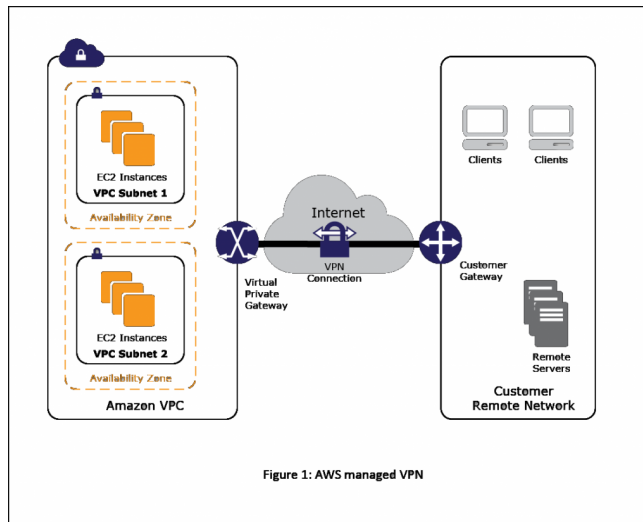 EC2 Instances
VPC Subnet 1
Availability Zone
EC2 Instances
VPC Subnet 2
Availability Zone
Amazon VPC
Virtual
Private
Gateway
Internet
VPN
Connection
Customer
Gateway
Clients
Clients
Remote
Servers
Customer
Remote Network
Figure 1: AWS managed VPN